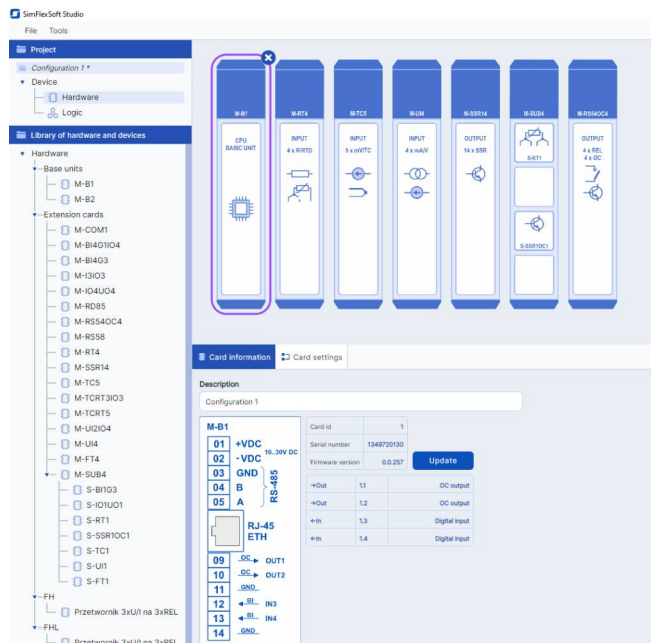 SimFlexSoft Studio
File Tools
Project
Configuration 1 *
Device
Hardware
Logic
Library of hardware and devices
Hardware
Base units
M-B1
M-B2
Extension cards
M-COM1
M-BI4G1IO4
M-BI4G3
M-I3IO3
M-IO4UO4
M-RD85
M-RS54OC4
M-RS58
M-RT4
M-SSR14
M-TC5
M-TCRT3IO3
M-TCRT5
M-UI2IO4
M-UI4
M-FT4
M-SUB4
S-BI1G3
S-IO1UO1
S-RT1
S-SSR1OC1
S-TC1
S-UI1
S-FT1
FH
Przetwornik 3xU/I na 3xREL
FHL
Przetwornik 3xU/I na 3xREL
M-B1 M-RT4 M-TC5 M-UI4 M-SSR14 M-SUB4 M-RS54OC4
CPU
BASIC UNIT
INPUT
4 x R/RTD
INPUT
5 x mV/TC
INPUT
4 x mA/V
OUTPUT
14 x SSR
S-RT1
S-SSR1OC1
OUTPUT
4 x REL
4 x OC
Card information Card settings
Description
Configuration 1
M-B1
01 +VDC
10..30V DC
02 -VDC
03 GND
04 B
05 A
RS-485
RJ-45
ETH
09 OC OUT1
10 OC OUT2
11 GND
12 BI IN3
13 BI IN4
14 GND
Card id 1
Serial number 1349720130
Firmware version 0.0.257 Update
→Out 1.1 OC output
→Out 1.2 OC output
←In 1.3 Digital input
←In 1.4 Digital input